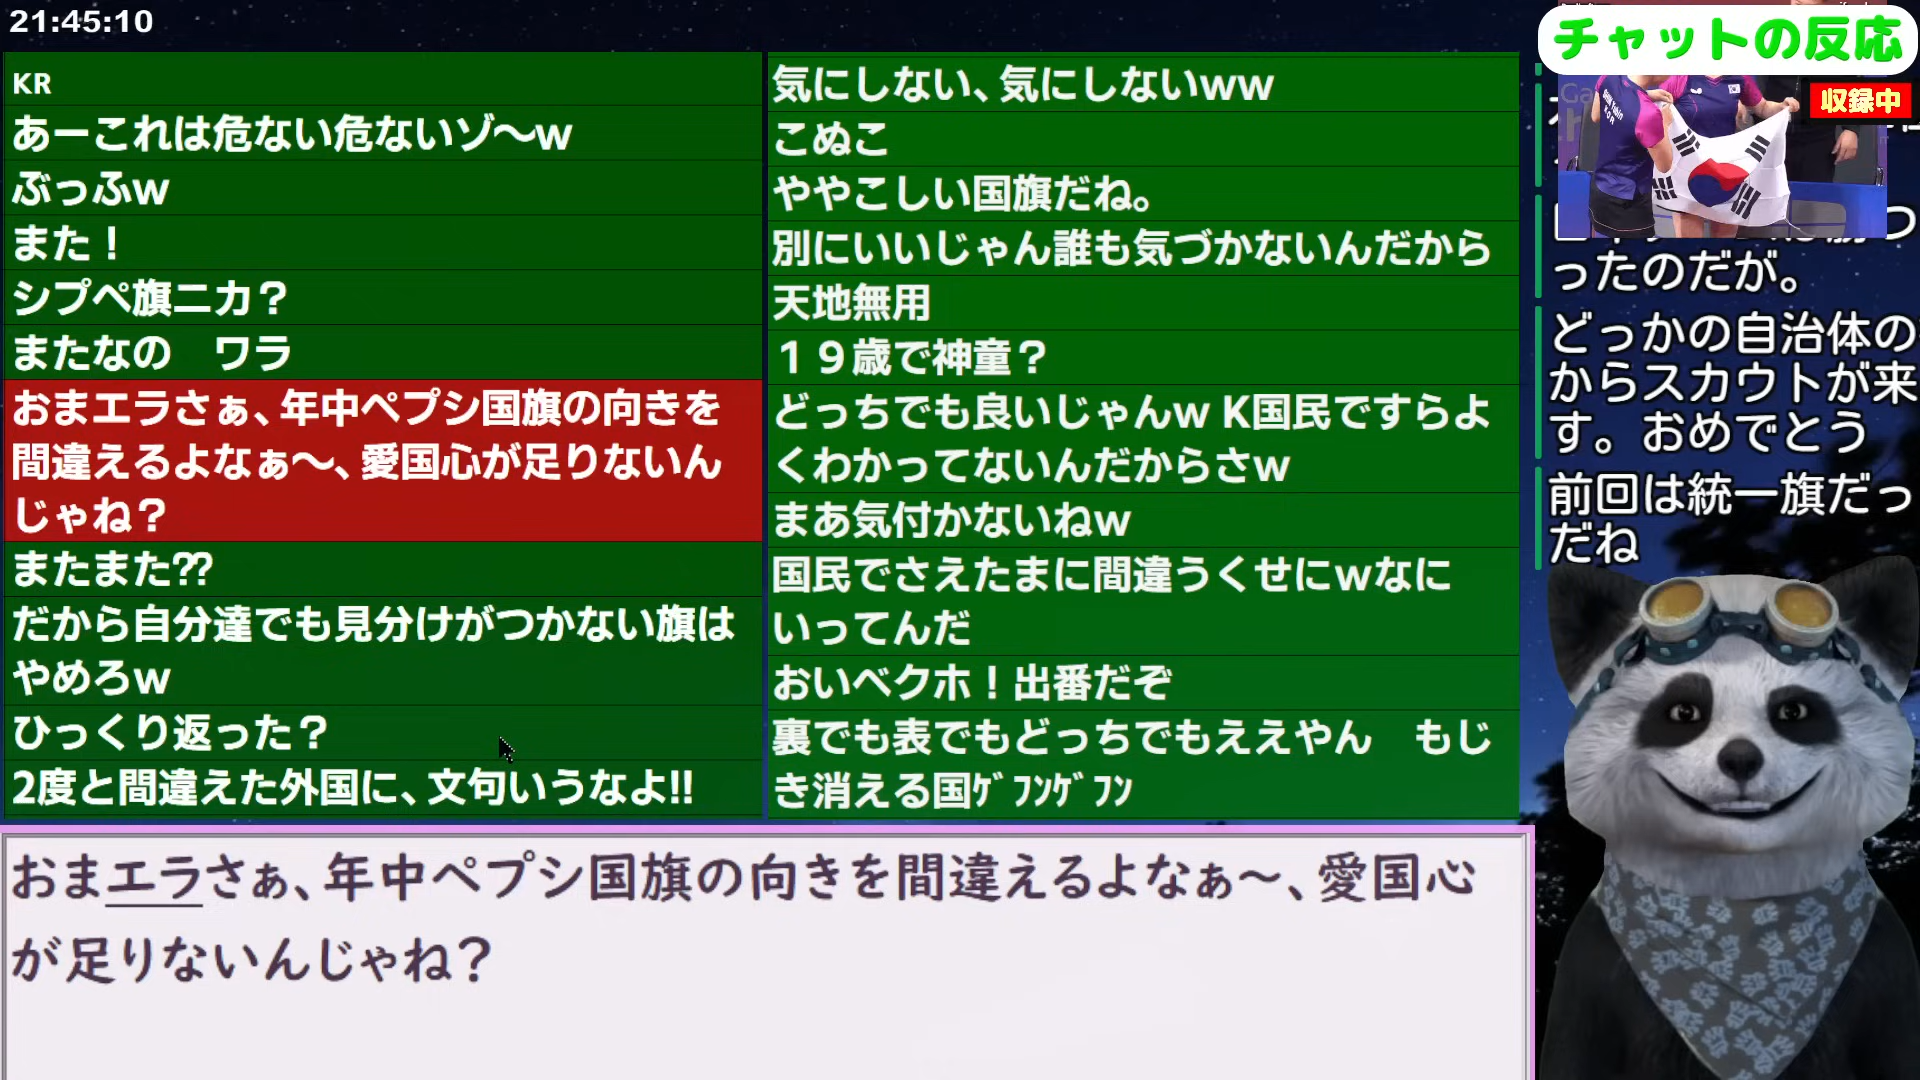 21:45:10
KR
あーこれは危ない危ないゾ〜w
ぶっふw
また！
シプペ旗ニカ？
またなの　ワラ
おまエラさぁ、年中ペプシ国旗の向きを
間違えるよなぁ〜、愛国心が足りないん
じゃね？
またまた⁇
だから自分達でも見分けがつかない旗は
やめろw
ひっくり返った？
2度と間違えた外国に、文句いうなよ!!
気にしない、気にしないww
こぬこ
ややこしい国旗だね。
別にいいじゃん誰も気づかないんだから
天地無用
１９歳で神童？
どっちでも良いじゃんw K国民ですらよ
くわかってないんだからさw
まあ気付かないねw
国民でさえたまに間違うくせにwなに
いってんだ
おいベクホ！出番だぞ
裏でも表でもどっちでもええやん　もじ
き消える国ｹﾞﾌﾝｹﾞﾌﾝ
チャットの反応
収録中
ったのだが。
どっかの自治体の
からスカウトが来
す。おめでとう
前回は統一旗だっ
だね
おまエラさぁ、年中ペプシ国旗の向きを間違えるよなぁ〜、愛国心
が足りないんじゃね？